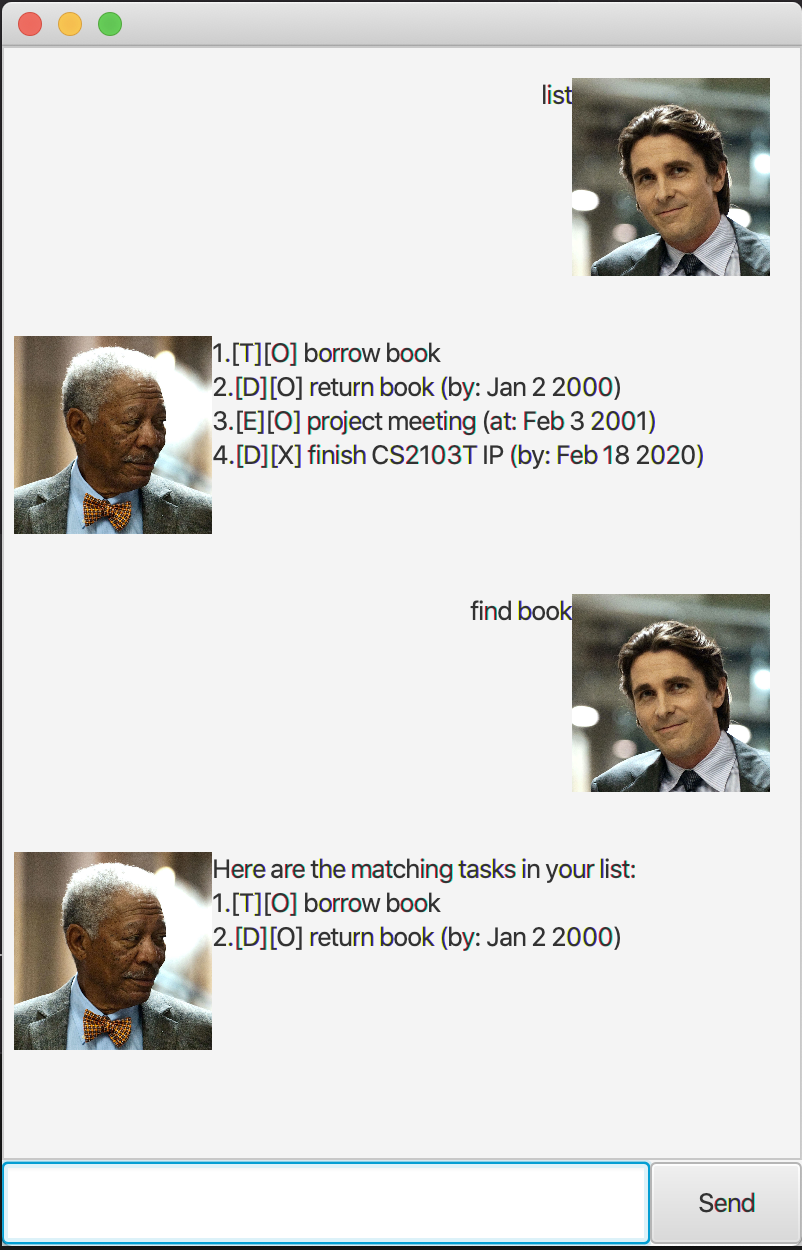 list
1.[T][O] borrow book
2.[D][O] return book (by: Jan 2 2000)
3.[E][O] project meeting (at: Feb 3 2001)
4.[D][X] finish CS2103T IP (by: Feb 18 2020)
find book
Here are the matching tasks in your list:
1.[T][O] borrow book
2.[D][O] return book (by: Jan 2 2000)
Send